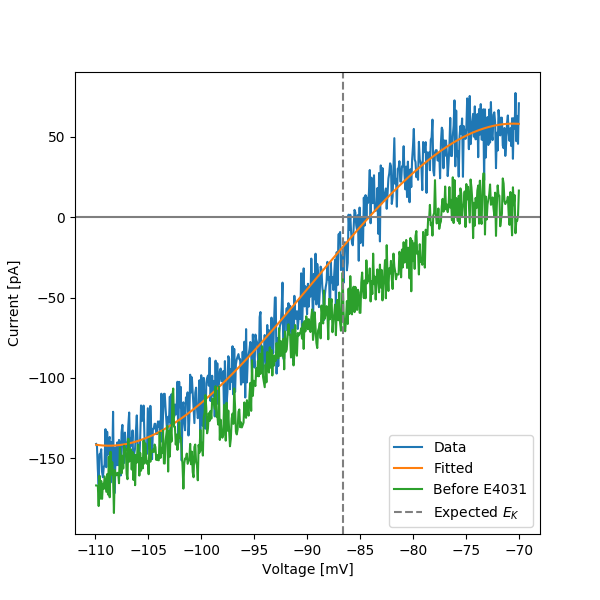 50
0
−50
−100
−150
Current [pA]
Data
Fitted
Before E4031
Expected E_K
−110 −105 −100 −95 −90 −85 −80 −75 −70
Voltage [mV]